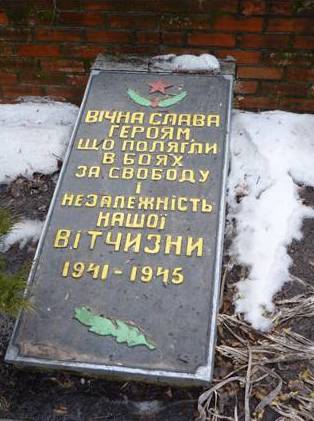 ВІЧНА СЛАВА
ГЕРОЯМ,
ЩО ПОЛЯГЛИ
В БОЯХ
ЗА СВОБОДУ
І
НЕЗАЛЕЖНІСТЬ
НАШОЇ
ВІТЧИЗНИ
1941-1945